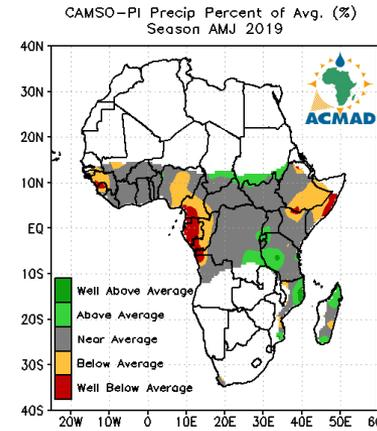 CAMSO-PI Precip Percent of Avg. (%)
Season AMJ 2019
40N
30N
20N
10N
EQ
10S
20S
30S
40S
ACMAD
Well Above Average
Above Average
Near Average
Below Average
Well Below Average
20W 10W 0 10E 20E 30E 40E 50E